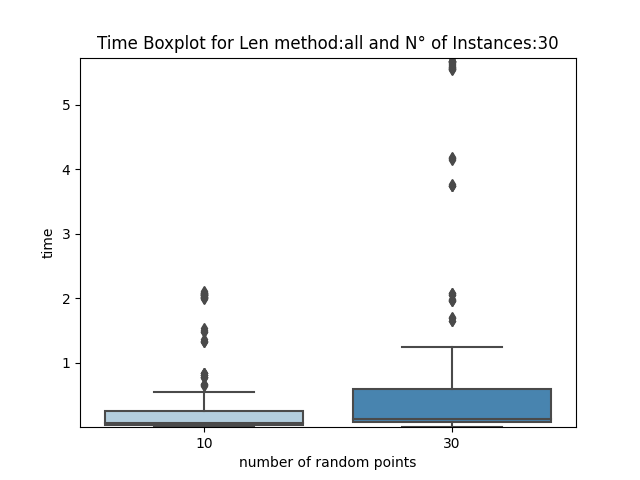 Time Boxplot for Len method:all and N° of Instances:30
5
4
3
2
1
time
10 30
number of random points